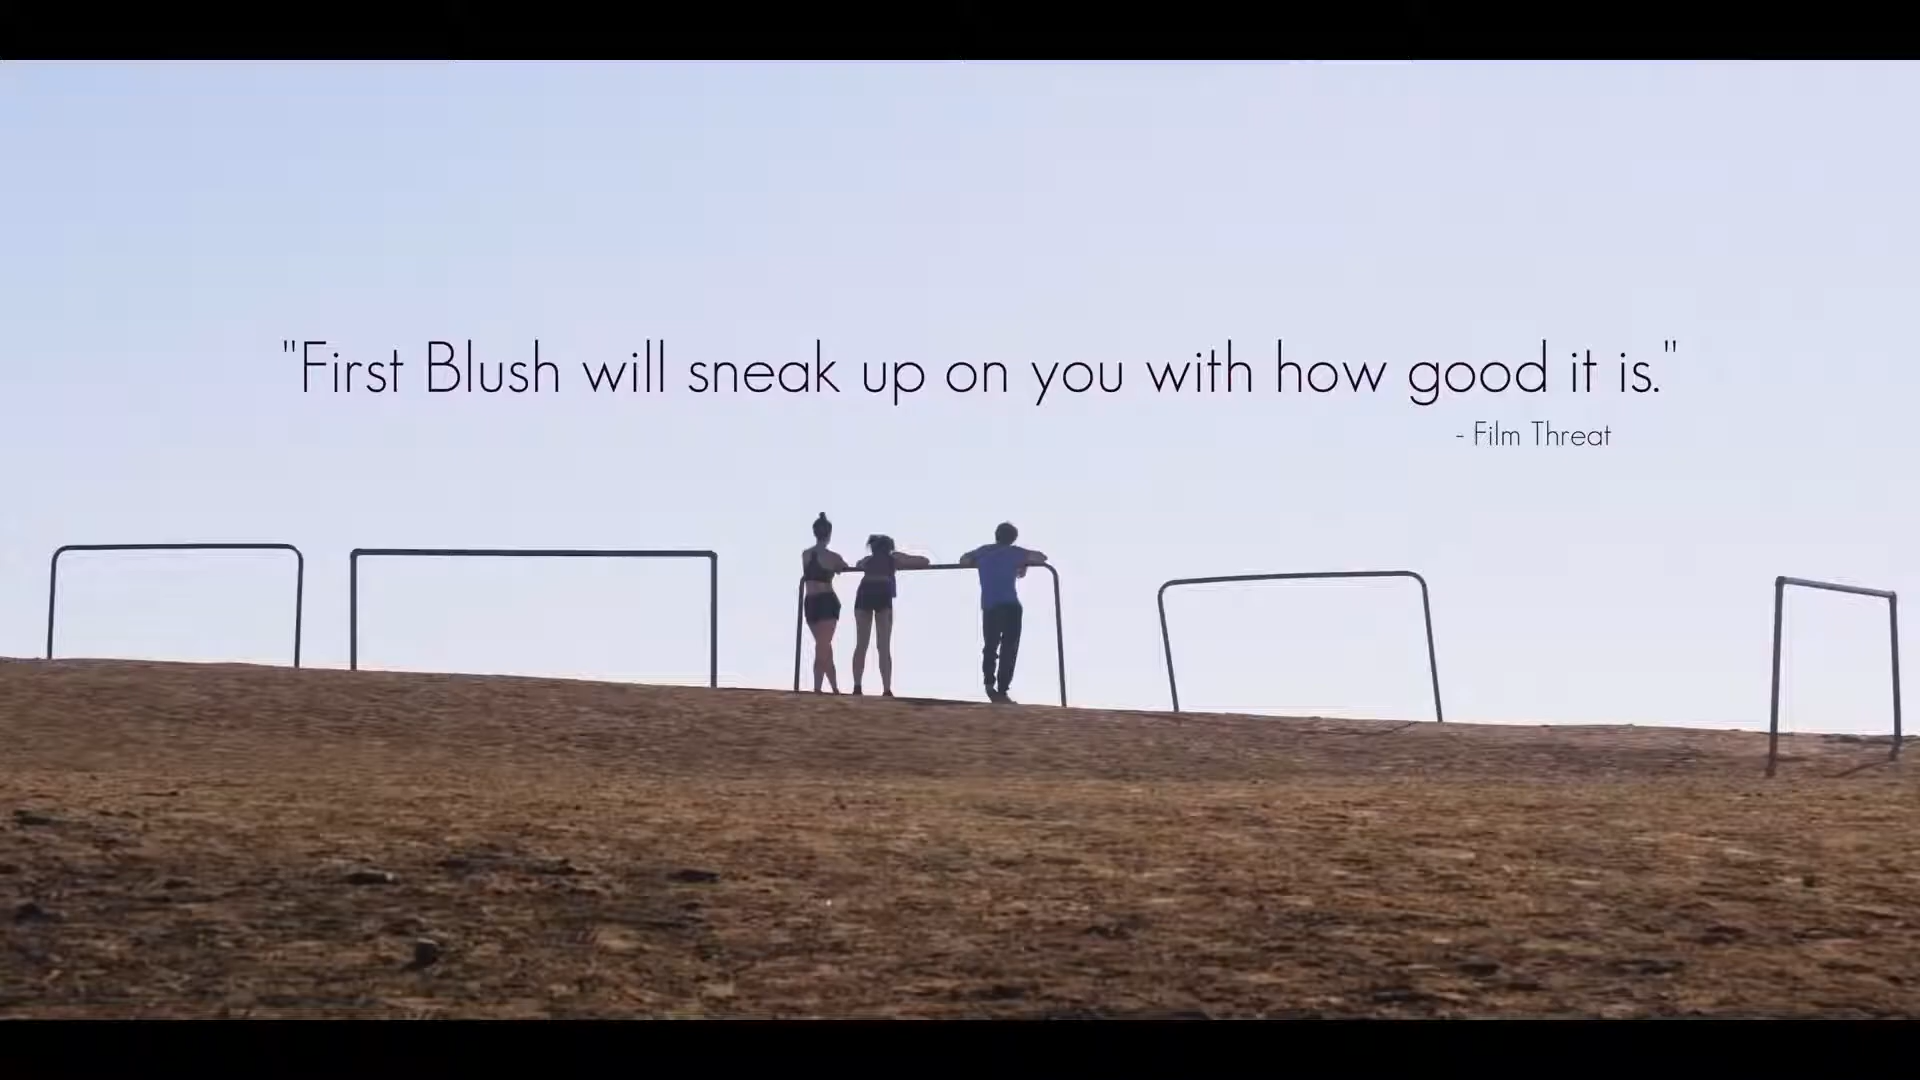 "First Blush will sneak up on you with how good it is."
- Film Threat